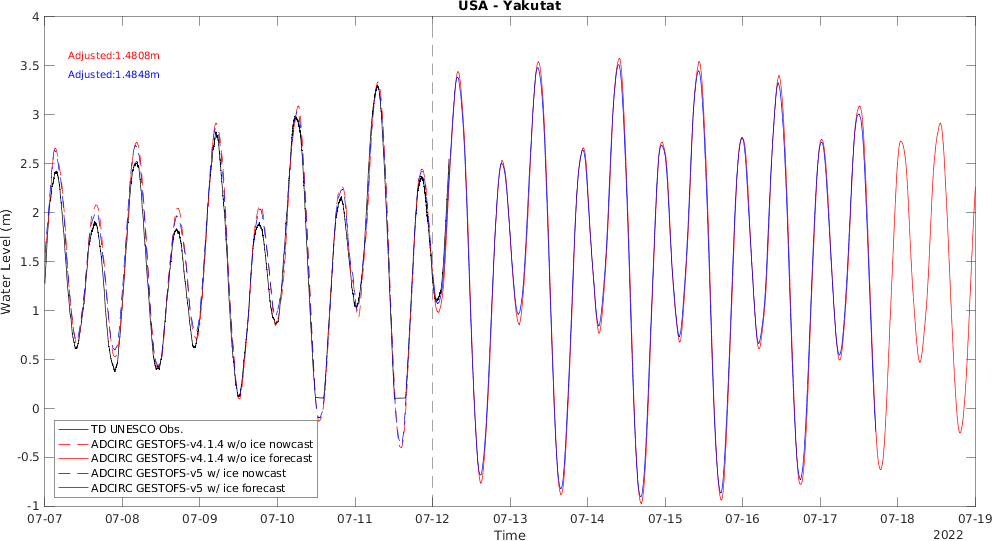 USA - Yakutat
4
3.5
3
2.5
2
1.5
1
0.5
0
-0.5
-1
Water Level (m)
Adjusted:1.4808m
Adjusted:1.4848m
TD UNESCO Obs.
ADCIRC GESTOFS-v4.1.4 w/o ice nowcast
ADCIRC GESTOFS-v4.1.4 w/o ice forecast
ADCIRC GESTOFS-v5 w/ ice nowcast
ADCIRC GESTOFS-v5 w/ ice forecast
07-07 07-08 07-09 07-10 07-11 07-12 07-13 07-14 07-15 07-16 07-17 07-18 07-19
Time
2022